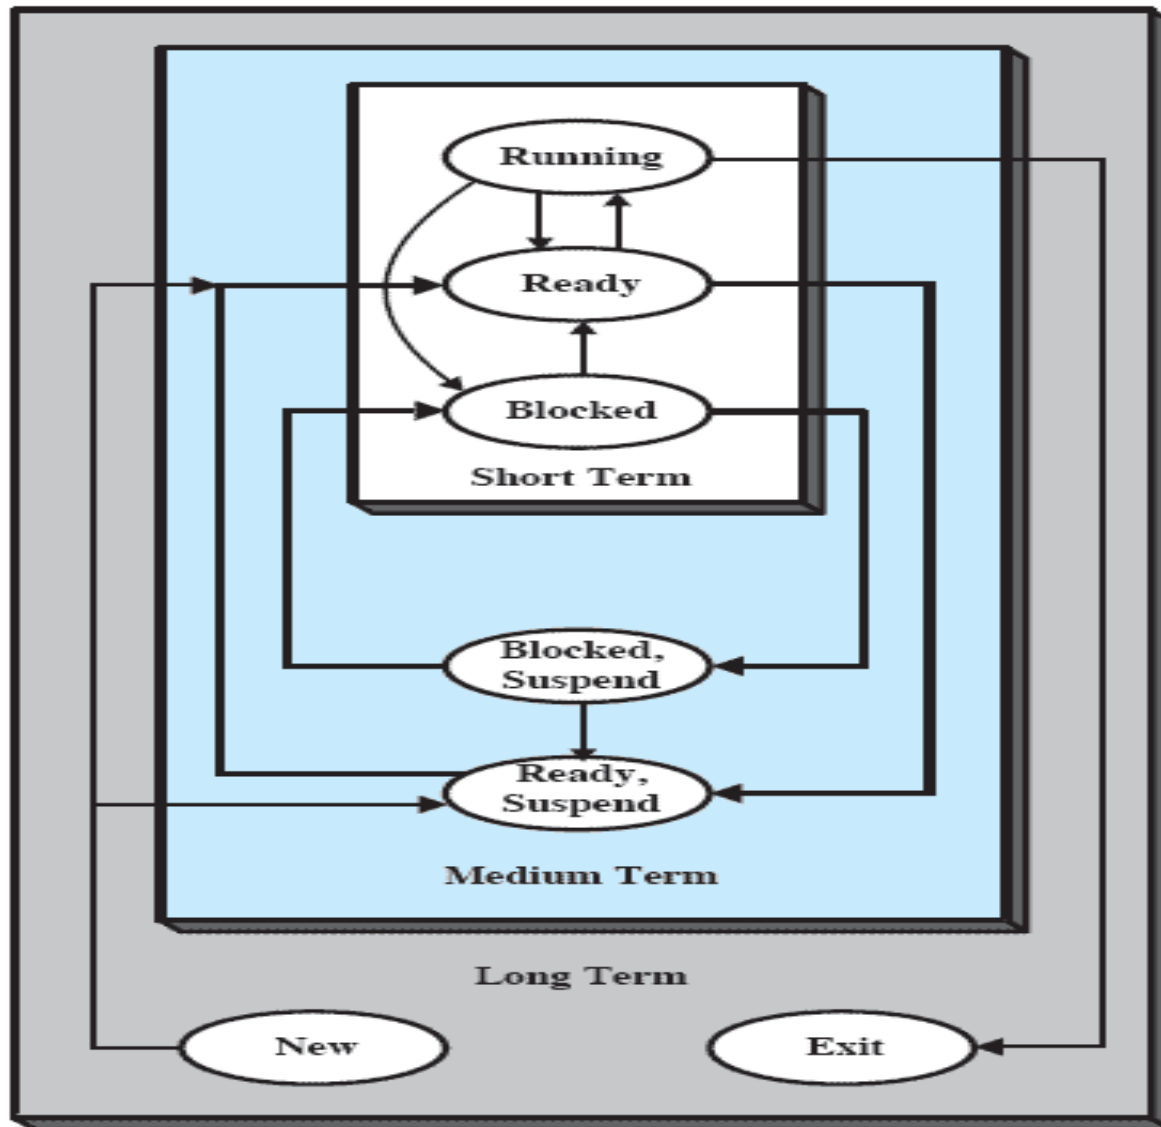 Running
Ready
Blocked
Short Term
Blocked,
Suspend
Ready,
Suspend
Medium Term
Long Term
New
Exit